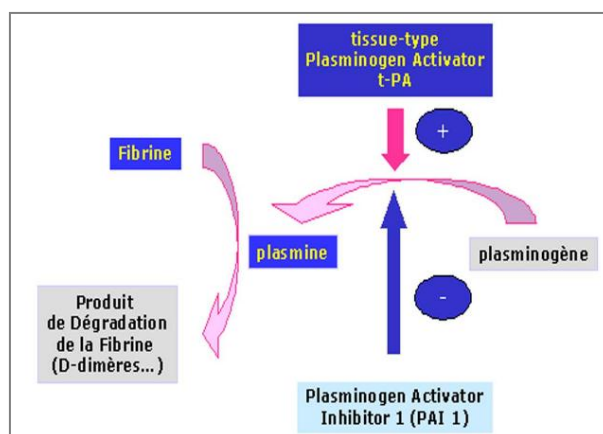 tissue-type
Plasminogen Activator
t-PA
+
Fibrine
plasmine
plasminogène
Produit
de Dégradation
de la Fibrine
(D-dimères...)
-
Plasminogen Activator
Inhibitor 1 (PAI 1)